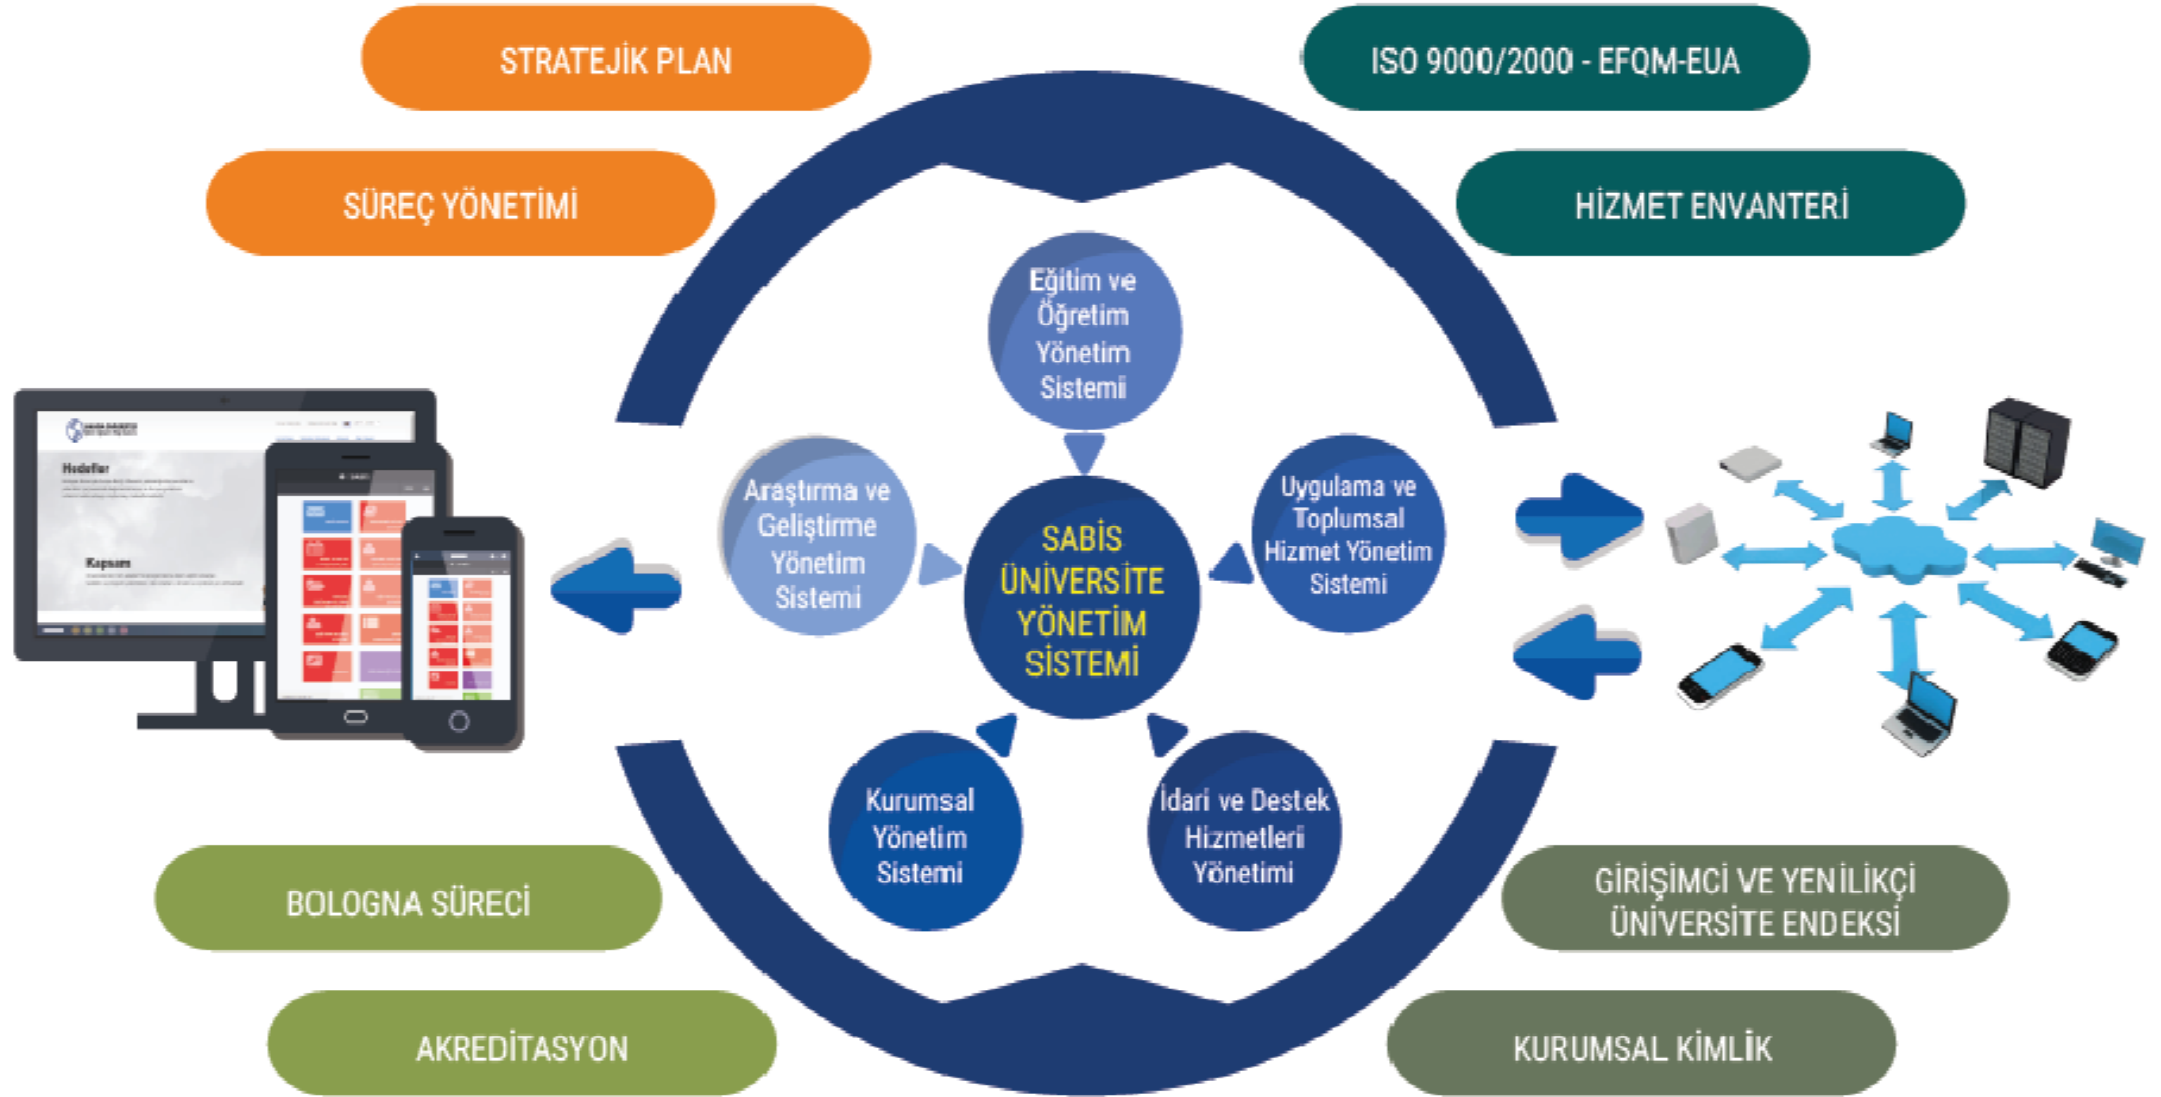 STRATEJİK PLAN
ISO 9000/2000 - EFQM-EUA
SÜREÇ YÖNETİMİ
HİZMET ENVANTERİ
Eğitim ve
Öğretim
Yönetim
Sistemi
Araştırma ve
Geliştirme
Yönetim
Sistemi
SABİS
ÜNİVERSİTE
YÖNETİM
SİSTEMİ
Uygulama ve
Toplumsal
Hizmet Yönetim
Sistemi
Hedefler
Kapsam
Kurumsal
Yönetim
Sistemi
İdari ve Destek
Hizmetleri
Yönetimi
BOLOGNA SÜRECİ
GİRİŞİMCİ VE YENİLİKÇİ
ÜNİVERSİTE ENDEKSİ
AKREDİTASYON
KURUMSAL KİMLİK